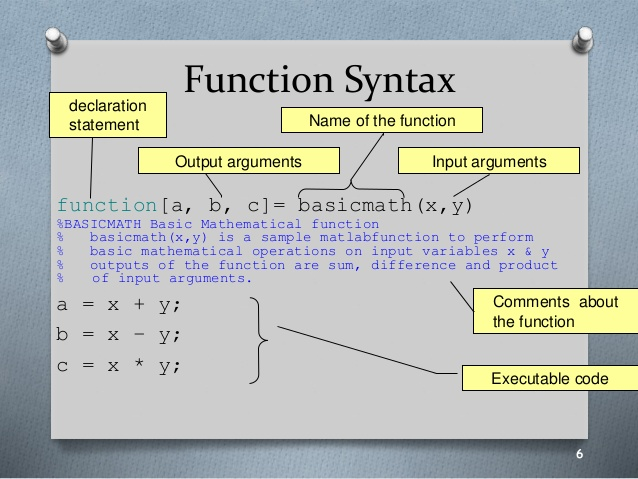 Function Syntax
declaration
statement
Name of the function
Output arguments
Input arguments
function[a, b, c]= basicmath(x,y)
%BASICMATH Basic Mathematical function
% basicmath(x,y) is a sample matlabfunction to perform
% basic mathematical operations on input variables x & y
% outputs of the function are sum, difference and product
% of input arguments.
a = x + y;
b = x – y;
c = x * y;
Comments about
the function
Executable code
6